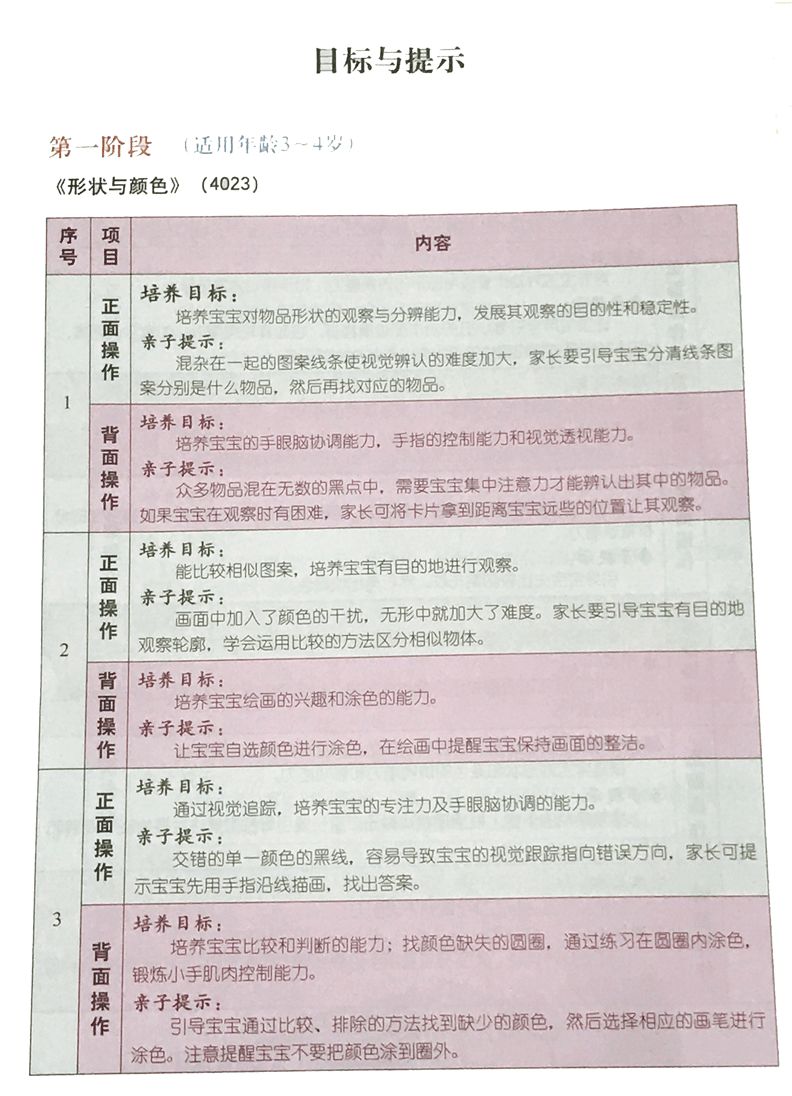 目标与提示
第一阶段 （适用年龄3～4岁）
《形状与颜色》（4023）
序号 项目 内容
1
正面操作
培养目标：
培养宝宝对物品形状的观察与分辨能力，发展其观察的目的性和稳定性。
亲子提示：
混杂在一起的图案线条使视觉辨认的难度加大，家长要引导宝宝分清线条图
案分别是什么物品，然后再找对应的物品。
背面操作
培养目标：
培养宝宝的手眼脑协调能力，手指的控制能力和视觉透视能力。
亲子提示：
众多物品混在无数的黑点中，需要宝宝集中注意力才能辨认出其中的物品。
如果宝宝在观察时有困难，家长可将卡片拿到距离宝宝远些的位置让其观察。
2
正面操作
培养目标：
能比较相似图案，培养宝宝有目的地进行观察。
亲子提示：
画面中加入了颜色的干扰，无形中就加大了难度。家长要引导宝宝有目的地
观察轮廓，学会运用比较的方法区分相似物体。
背面操作
培养目标：
培养宝宝绘画的兴趣和涂色的能力。
亲子提示：
让宝宝自选颜色进行涂色，在绘画中提醒宝宝保持画面的整洁。
3
正面操作
培养目标：
通过视觉追踪，培养宝宝的专注力及手眼脑协调的能力。
亲子提示：
交错的单一颜色的黑线，容易导致宝宝的视觉跟踪指向错误方向，家长可提
示宝宝先用手指沿线描画，找出答案。
背面操作
培养目标：
培养宝宝比较和判断的能力；找颜色缺失的圆圈，通过练习在圆圈内涂色，
锻炼小手肌肉控制能力。
亲子提示：
引导宝宝通过比较、排除的方法找到缺少的颜色，然后选择相应的画笔进行
涂色。注意提醒宝宝不要把颜色涂到圈外。